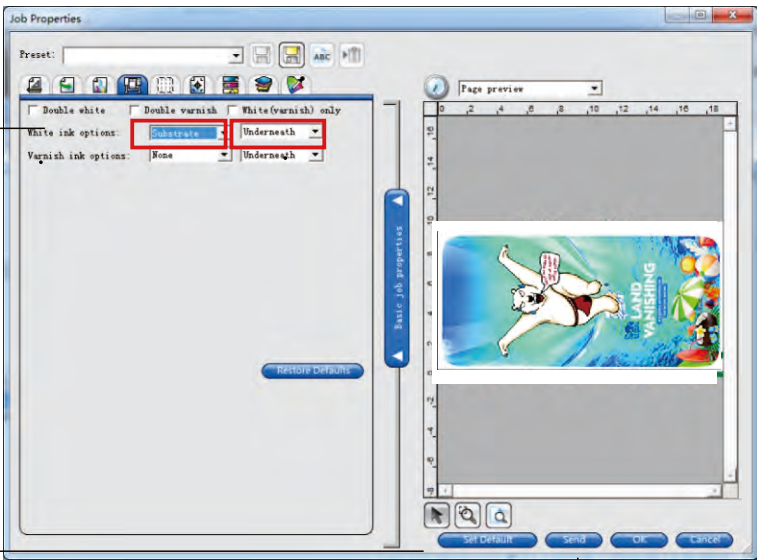 Job Properties
Preset:
ABC
Double white Double varnish White(varnish) only
White ink options: Substrate Underneath
Varnish ink options: None Underneath
Basic job properties
Restore Defaults
Page preview
0 2 4 6 8 10 12 14 16 18
LAND
VANISHING
Set Default Send OK Cancel